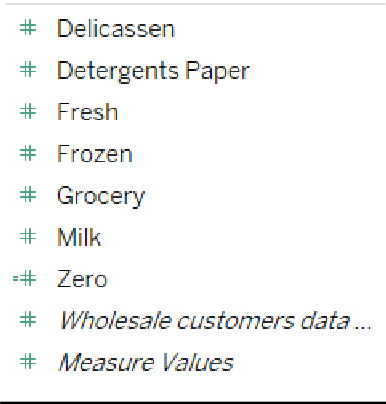 # Delicassen
# Detergents Paper
# Fresh
# Frozen
# Grocery
# Milk
=# Zero
# Wholesale customers data ...
# Measure Values